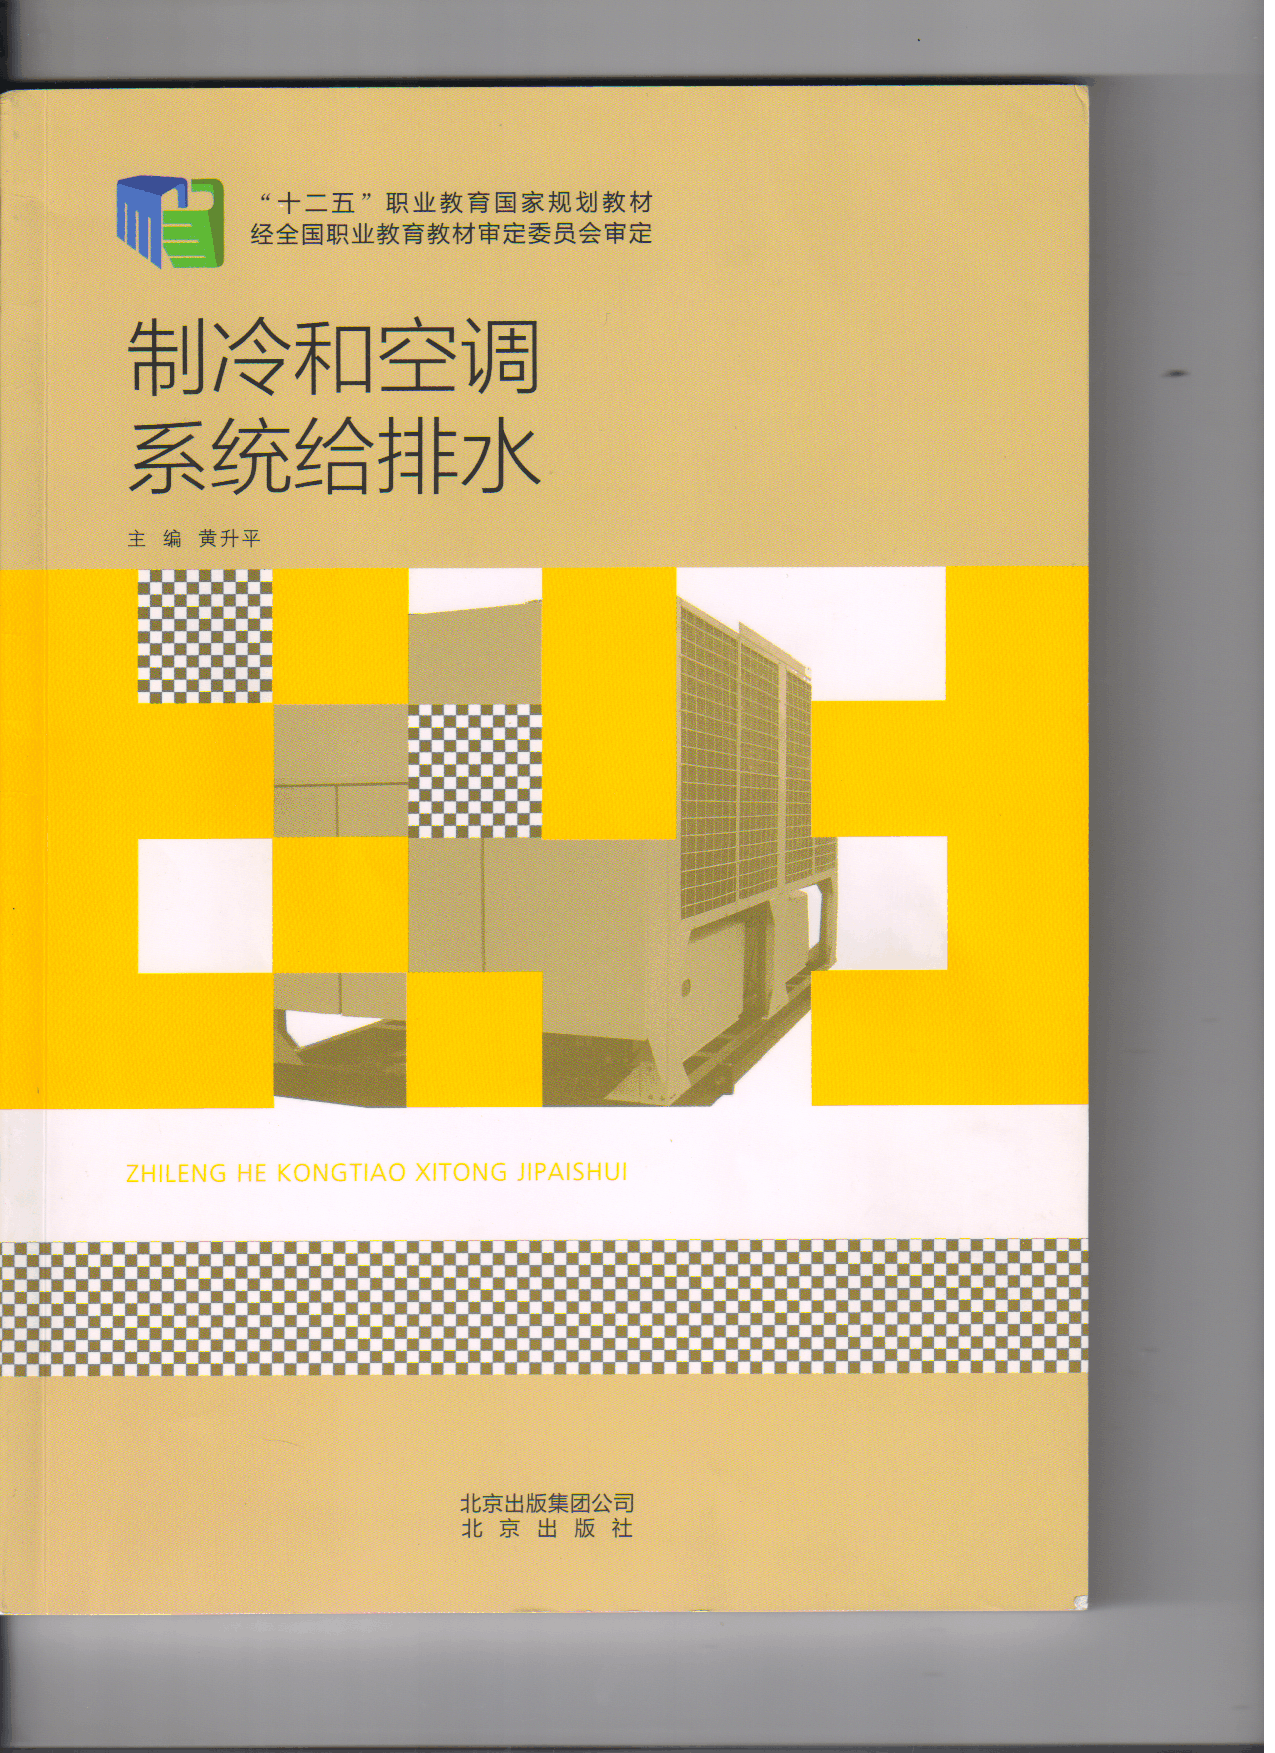 “十二五”职业教育国家规划教材
经全国职业教育教材审定委员会审定
制冷和空调
系统给排水
主 编 黄升平
ZHILENG HE KONGTIAO XITONG JIPAISHUI
北京出版集团公司
北京出版社